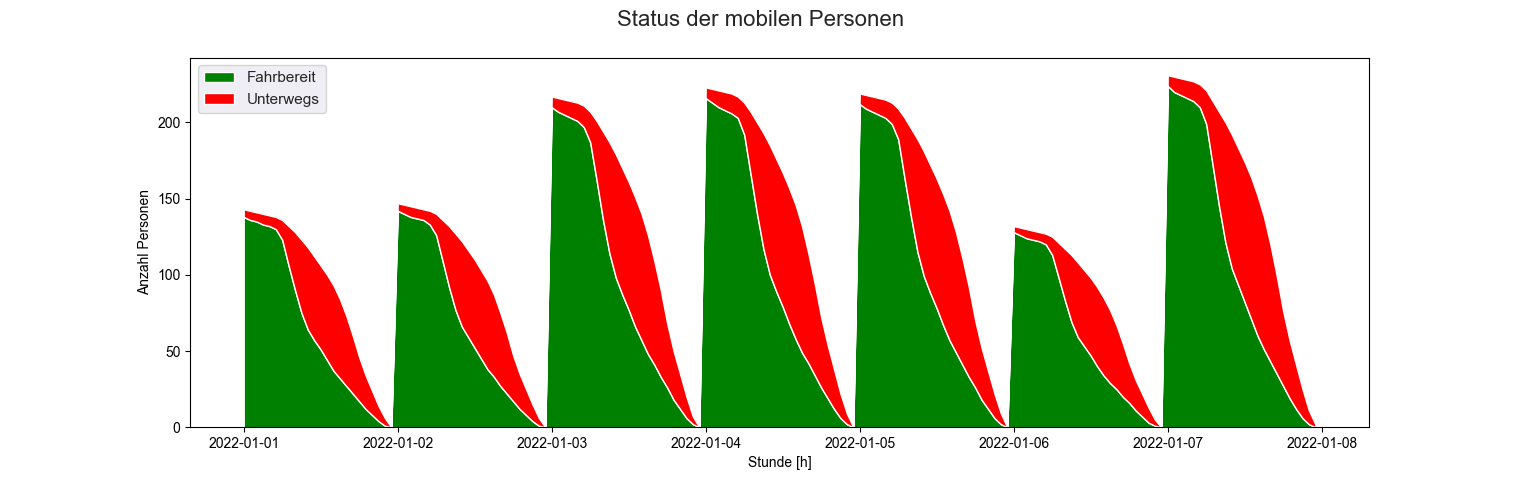 Status der mobilen Personen
Fahrbereit
Unterwegs
Anzahl Personen
200
150
100
50
0
2022-01-01 2022-01-02 2022-01-03 2022-01-04 2022-01-05 2022-01-06 2022-01-07 2022-01-08
Stunde [h]